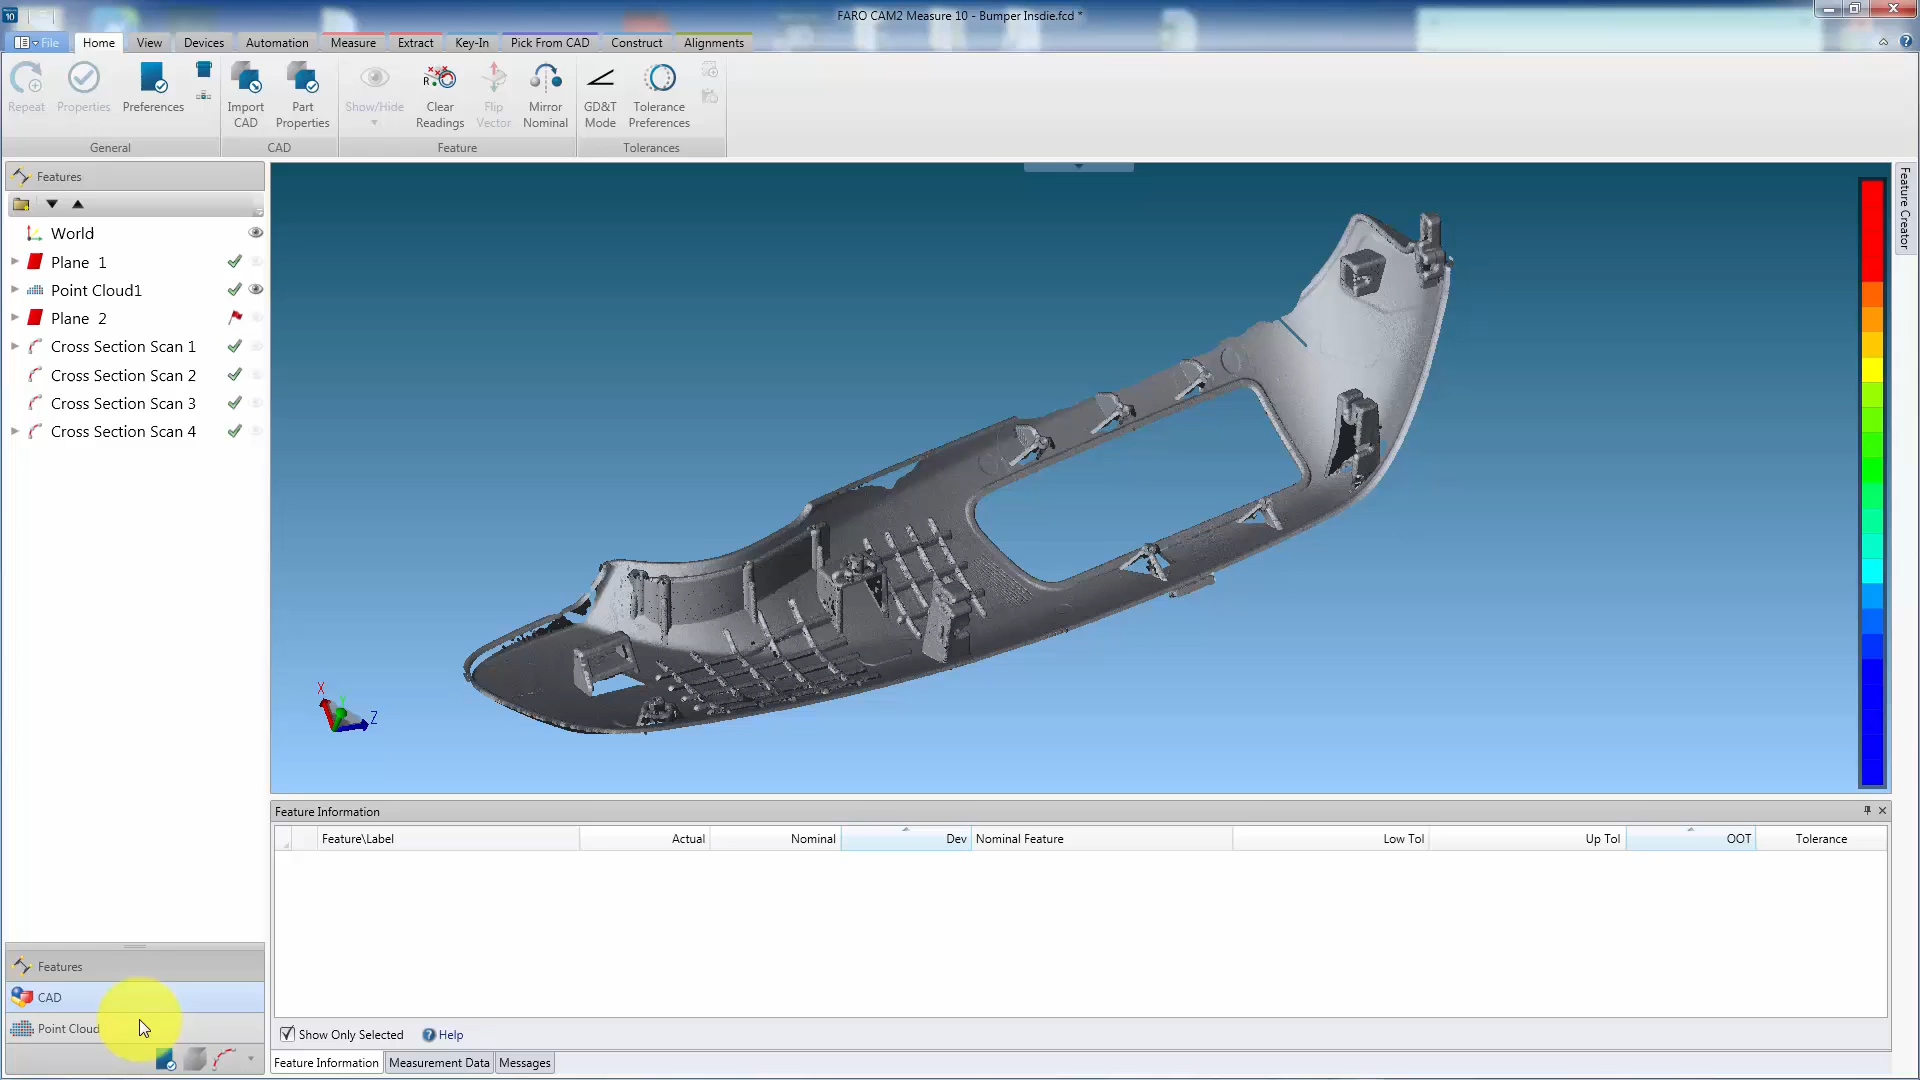 FARO CAM2 Measure 10 - Bumper Insdie.fcd *
10
File Home View Devices Automation Measure Extract Key-In Pick From CAD Construct Alignments
Repeat Properties Preferences Import CAD Part Properties Show/Hide Clear Readings Flip Vector Mirror Nominal GD&T Mode Tolerance Preferences
General CAD Feature Tolerances
Features
World
Plane 1
Point Cloud1
Plane 2
Cross Section Scan 1
Cross Section Scan 2
Cross Section Scan 3
Cross Section Scan 4
Feature Creator
X
Y
Z
Feature Information
Feature\Label Actual Nominal Dev Nominal Feature Low Tol Up Tol OOT Tolerance
Features
CAD
Point Cloud
Show Only Selected Help
Feature Information Measurement Data Messages